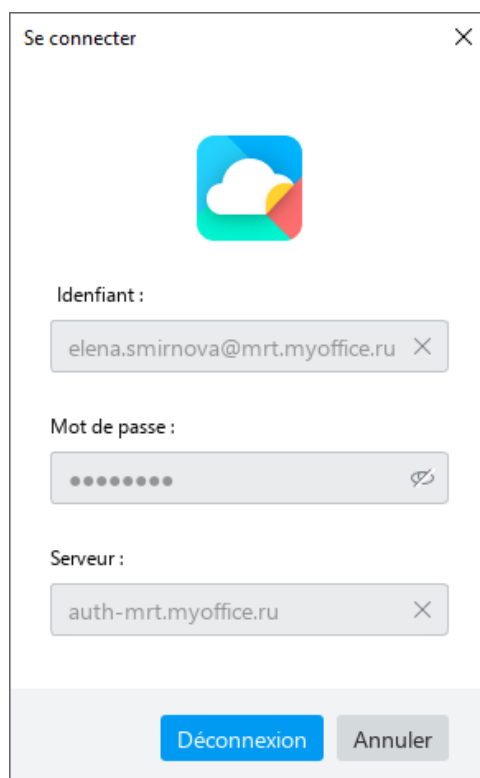 Se connecter
Idenfiant :
elena.smirnova@mrt.myoffice.ru
Mot de passe :
●●●●●●●●
Serveur :
auth-mrt.myoffice.ru
Déconnexion Annuler